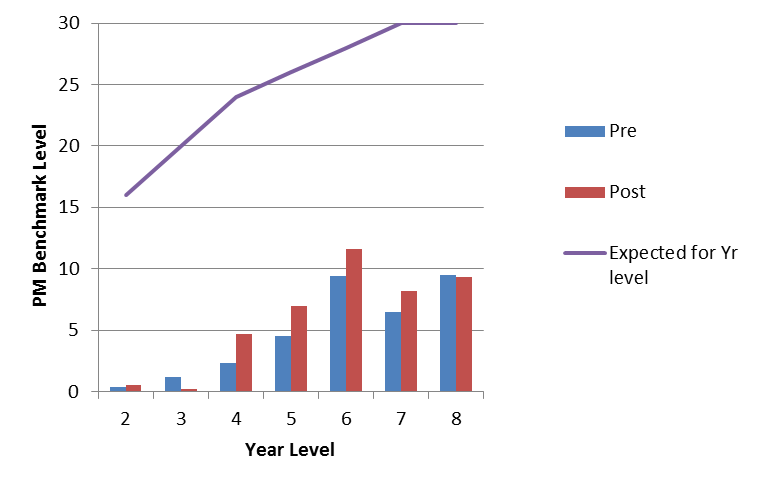 30
25
20
15
10
5
0
PM Benchmark Level
2 3 4 5 6 7 8
Year Level
Pre
Post
Expected for Yr
level